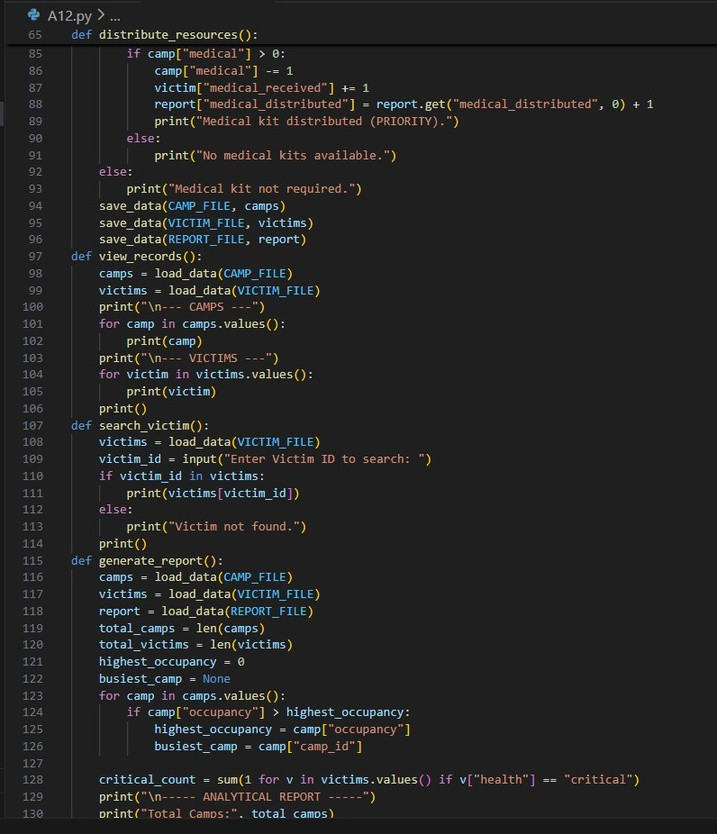 A12.py > ...
65 def distribute_resources():
85 if camp["medical"] > 0:
86 camp["medical"] -= 1
87 victim["medical_received"] += 1
88 report["medical_distributed"] = report.get("medical_distributed", 0) + 1
89 print("Medical kit distributed (PRIORITY).")
90 else:
91 print("No medical kits available.")
92 else:
93 print("Medical kit not required.")
94 save_data(CAMP_FILE, camps)
95 save_data(VICTIM_FILE, victims)
96 save_data(REPORT_FILE, report)
97 def view_records():
98 camps = load_data(CAMP_FILE)
99 victims = load_data(VICTIM_FILE)
100 print("\n--- CAMPS ---")
101 for camp in camps.values():
102 print(camp)
103 print("\n--- VICTIMS ---")
104 for victim in victims.values():
105 print(victim)
106 print()
107 def search_victim():
108 victims = load_data(VICTIM_FILE)
109 victim_id = input("Enter Victim ID to search: ")
110 if victim_id in victims:
111 print(victims[victim_id])
112 else:
113 print("Victim not found.")
114 print()
115 def generate_report():
116 camps = load_data(CAMP_FILE)
117 victims = load_data(VICTIM_FILE)
118 report = load_data(REPORT_FILE)
119 total_camps = len(camps)
120 total_victims = len(victims)
121 highest_occupancy = 0
122 busiest_camp = None
123 for camp in camps.values():
124 if camp["occupancy"] > highest_occupancy:
125 highest_occupancy = camp["occupancy"]
126 busiest_camp = camp["camp_id"]
127
128 critical_count = sum(1 for v in victims.values() if v["health"] == "critical")
129 print("\n----- ANALYTICAL REPORT -----")
130 print("Total Camps:", total_camps)